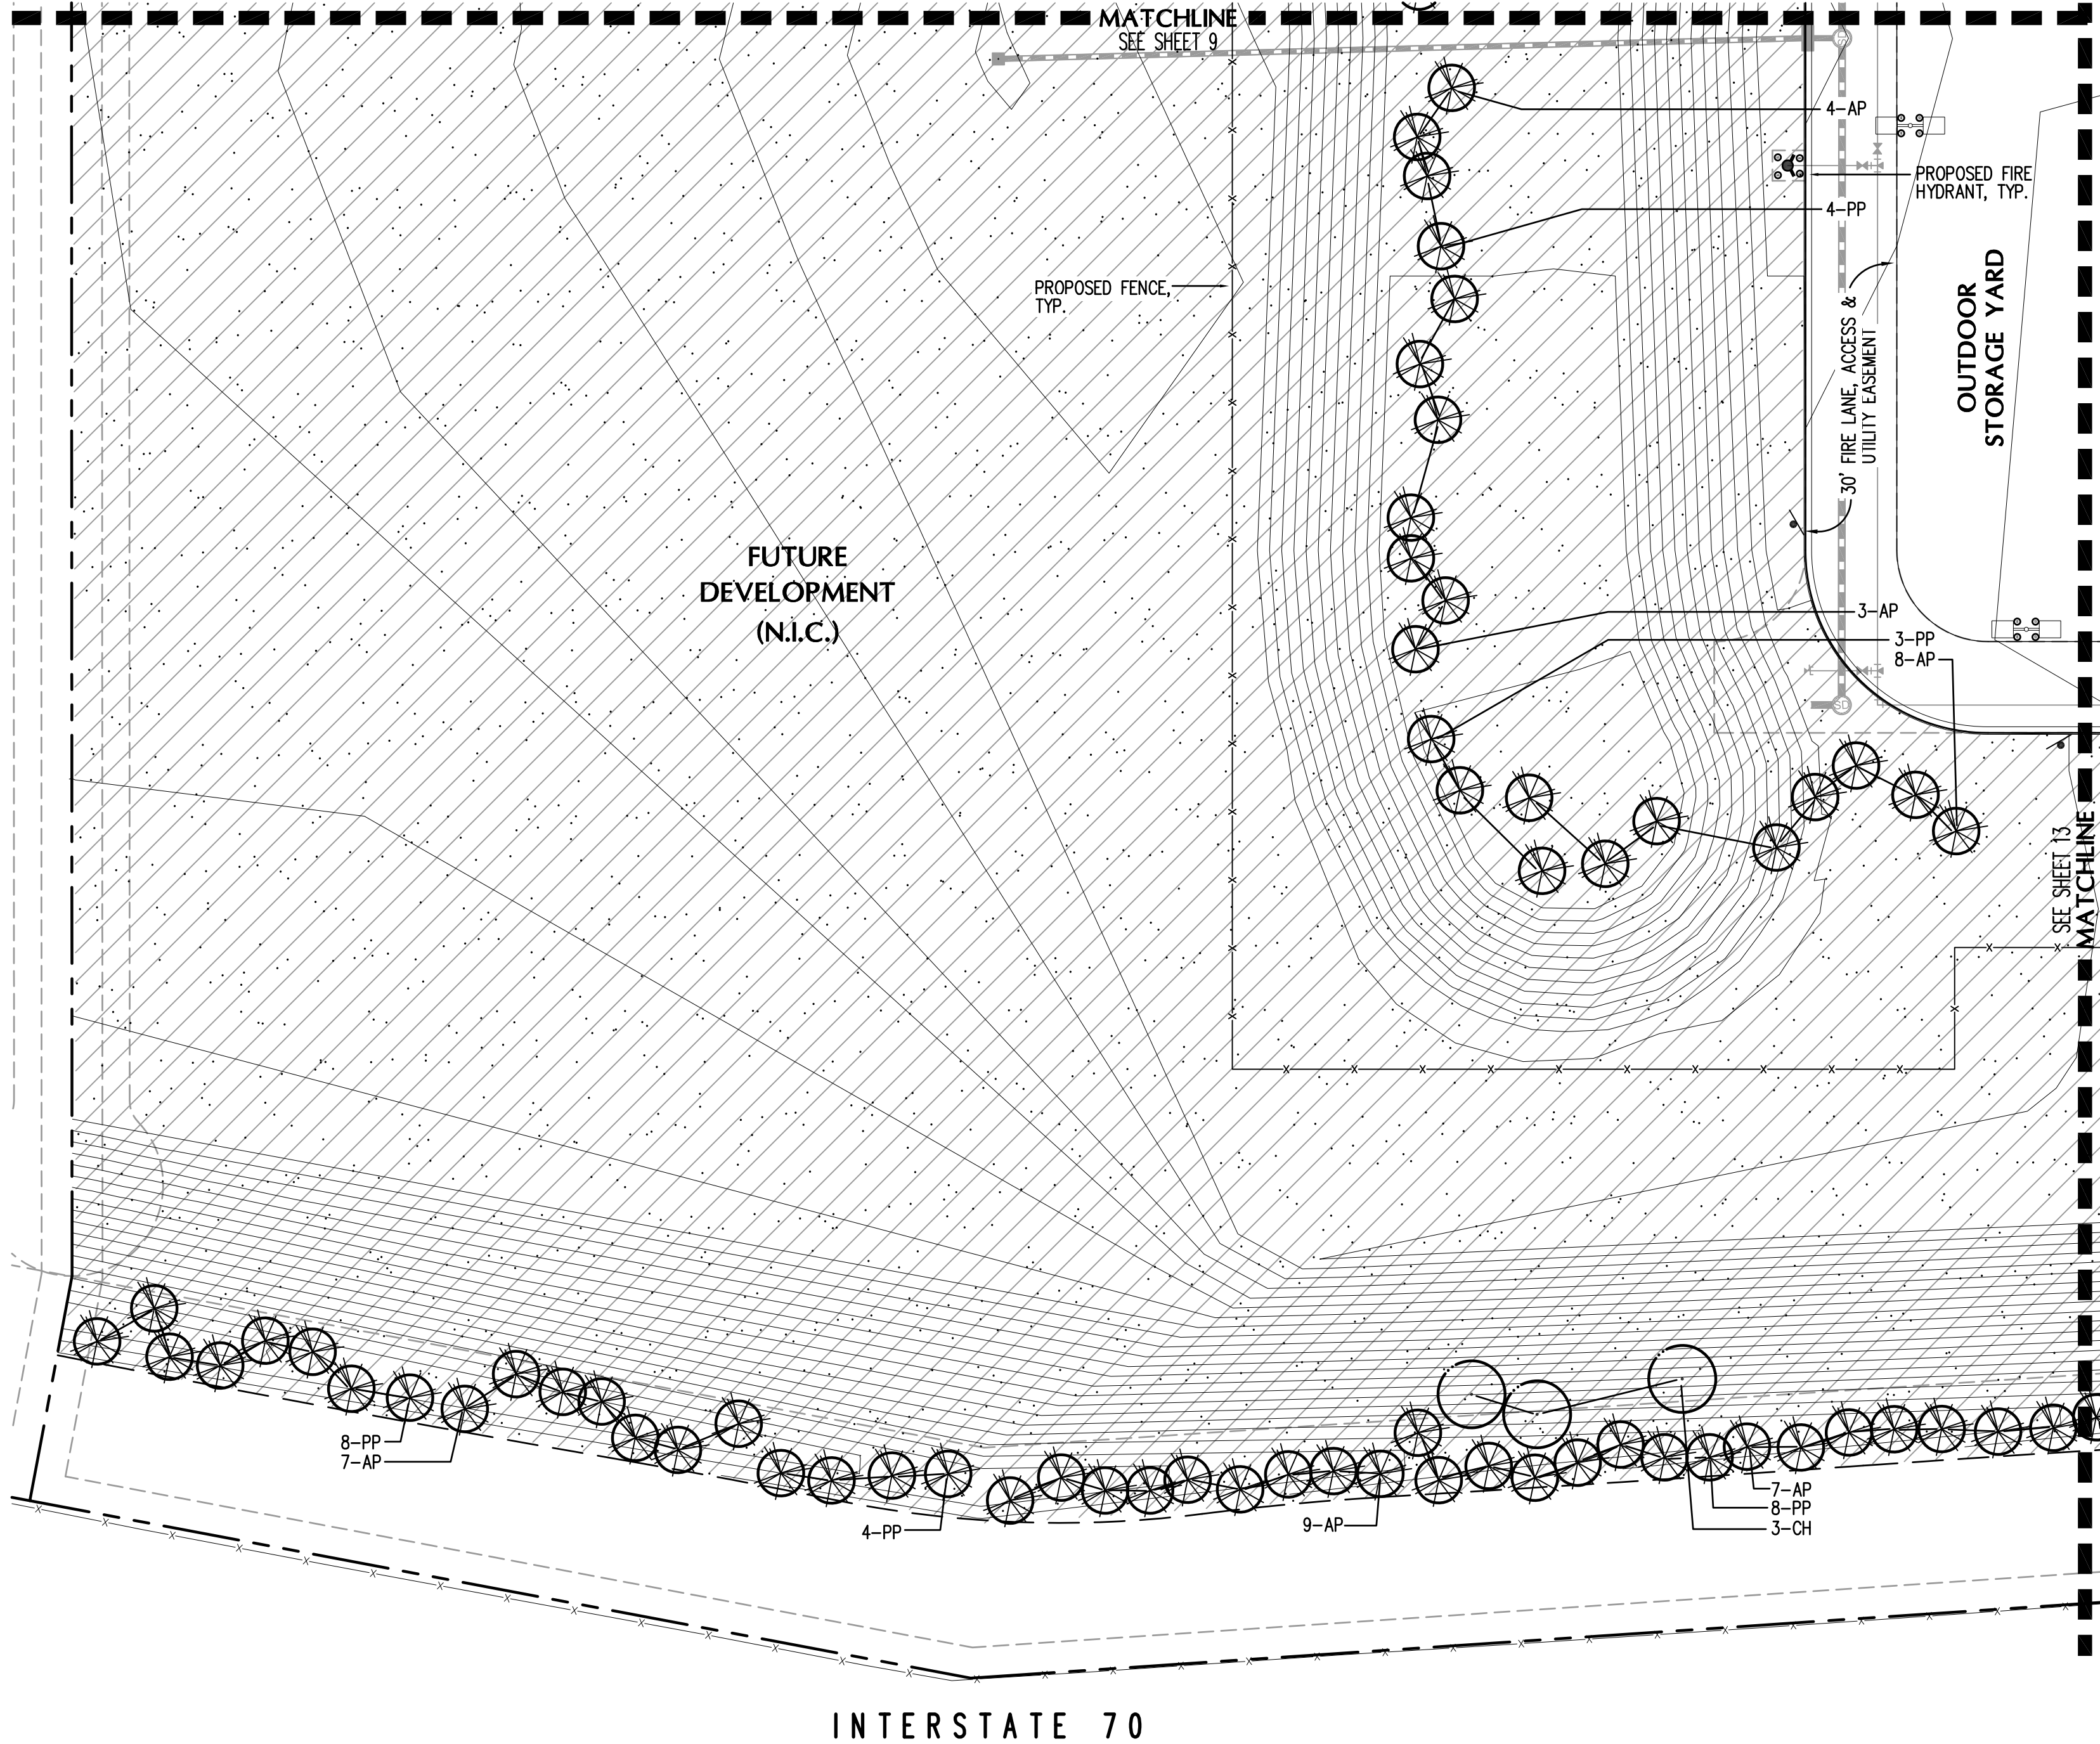 MATCHLINE
SEE SHEET 9
4-AP
PROPOSED FIRE
HYDRANT, TYP.
4-PP
PROPOSED FENCE,
TYP.
30' FIRE LANE, ACCESS &
UTILITY EASEMENT
OUTDOOR
STORAGE YARD
FUTURE
DEVELOPMENT
(N.I.C.)
3-AP
3-PP
8-AP
SD
SD
SEE SHEET 13
MATCHLINE
8-PP
7-AP
4-PP
9-AP
7-AP
8-PP
3-CH
INTERSTATE 70